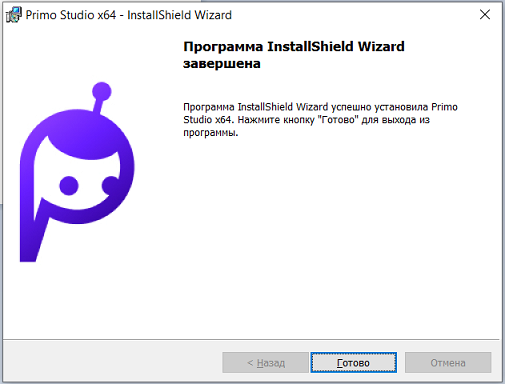 Primo Studio x64 - InstallShield Wizard
Программа InstallShield Wizard
завершена
Программа InstallShield Wizard успешно установила Primo
Studio x64. Нажмите кнопку "Готово" для выхода из
программы.
< Назад
Готово
Отмена